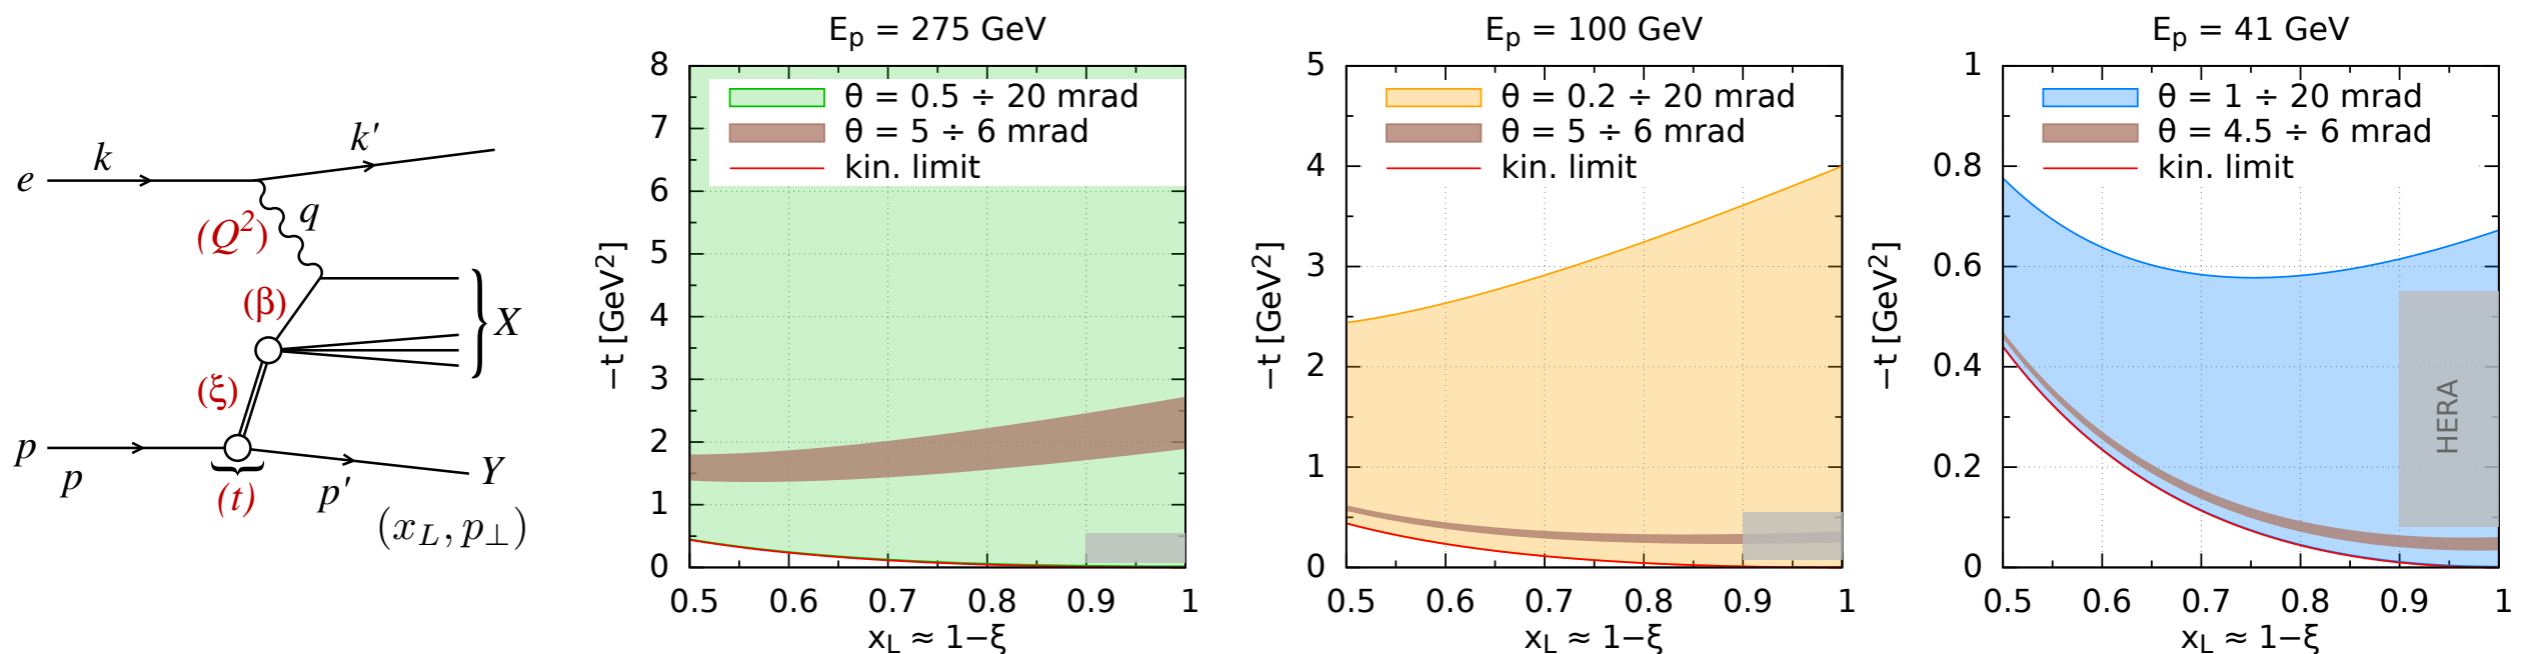 e
k
k′
(Q²)
q
(β)
X
(ξ)
p
p
(t)
p′
Y
(x_L, p_⊥)
E_p = 275 GeV
8
7
6
5
4
3
2
1
0
−t [GeV²]
θ = 0.5 ÷ 20 mrad
θ = 5 ÷ 6 mrad
kin. limit
0.5 0.6 0.7 0.8 0.9 1
x_L ≈ 1−ξ
E_p = 100 GeV
5
4
3
2
1
0
−t [GeV²]
θ = 0.2 ÷ 20 mrad
θ = 5 ÷ 6 mrad
kin. limit
0.5 0.6 0.7 0.8 0.9 1
x_L ≈ 1−ξ
E_p = 41 GeV
1
0.8
0.6
0.4
0.2
0
−t [GeV²]
θ = 1 ÷ 20 mrad
θ = 4.5 ÷ 6 mrad
kin. limit
HERA
0.5 0.6 0.7 0.8 0.9 1
x_L ≈ 1−ξ